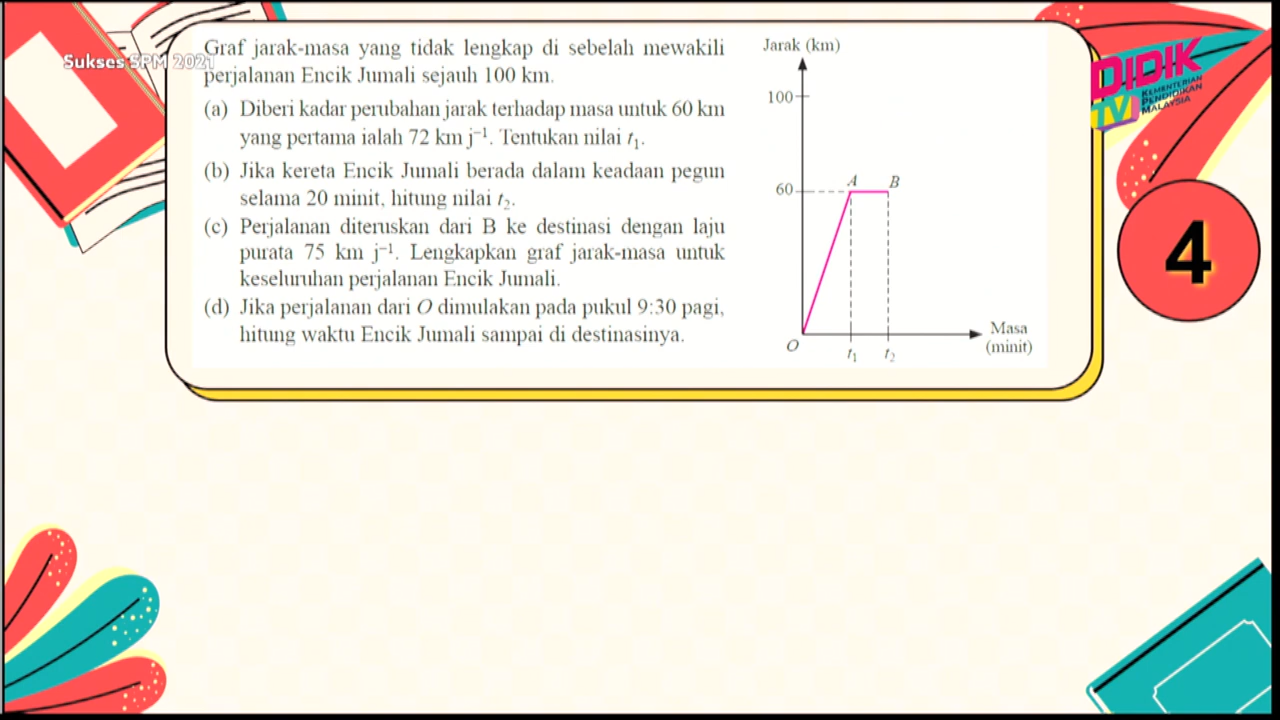 Sukses SPM 2021
Graf jarak-masa yang tidak lengkap di sebelah mewakili
perjalanan Encik Jumali sejauh 100 km.
(a) Diberi kadar perubahan jarak terhadap masa untuk 60 km
yang pertama ialah 72 km j⁻¹. Tentukan nilai t₁.
(b) Jika kereta Encik Jumali berada dalam keadaan pegun
selama 20 minit, hitung nilai t₂.
(c) Perjalanan diteruskan dari B ke destinasi dengan laju
purata 75 km j⁻¹. Lengkapkan graf jarak-masa untuk
keseluruhan perjalanan Encik Jumali.
(d) Jika perjalanan dari O dimulakan pada pukul 9:30 pagi,
hitung waktu Encik Jumali sampai di destinasinya.
Jarak (km)
100
60
A B
O
t₁ t₂
Masa
(minit)
DIDIK
TV
KEMENTERIAN
PENDIDIKAN
MALAYSIA
4